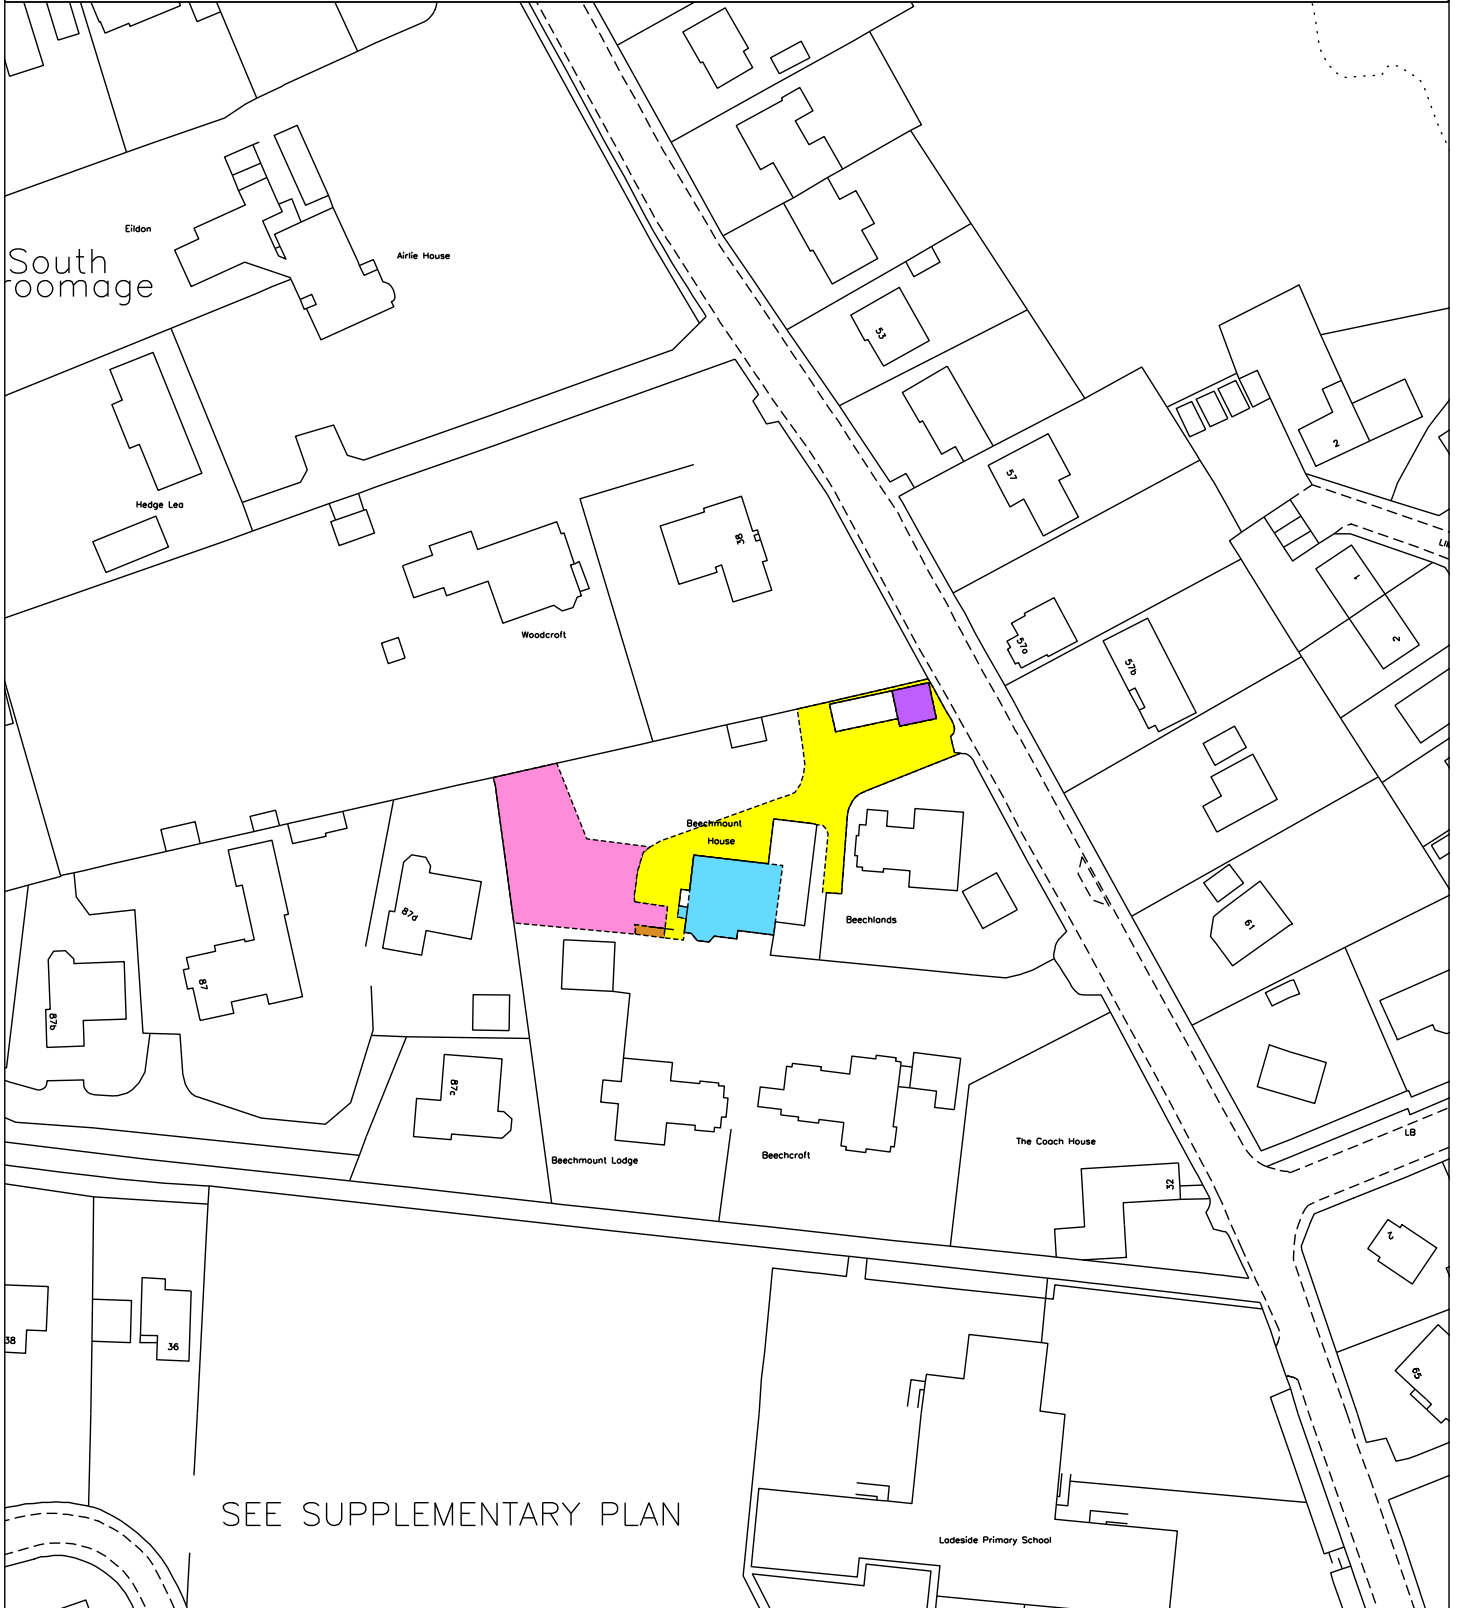 Eildon
Airlie House
South
roomage
53
2
57
Hedge Lea
38
1
2
57a
57b
Woodcroft
Beechmount
House
87d
Beechlands
61
87
87b
87c
The Coach House
LB
Beechmount Lodge
Beechcroft
32
2
38
36
65
SEE SUPPLEMENTARY PLAN
Ladeside Primary School